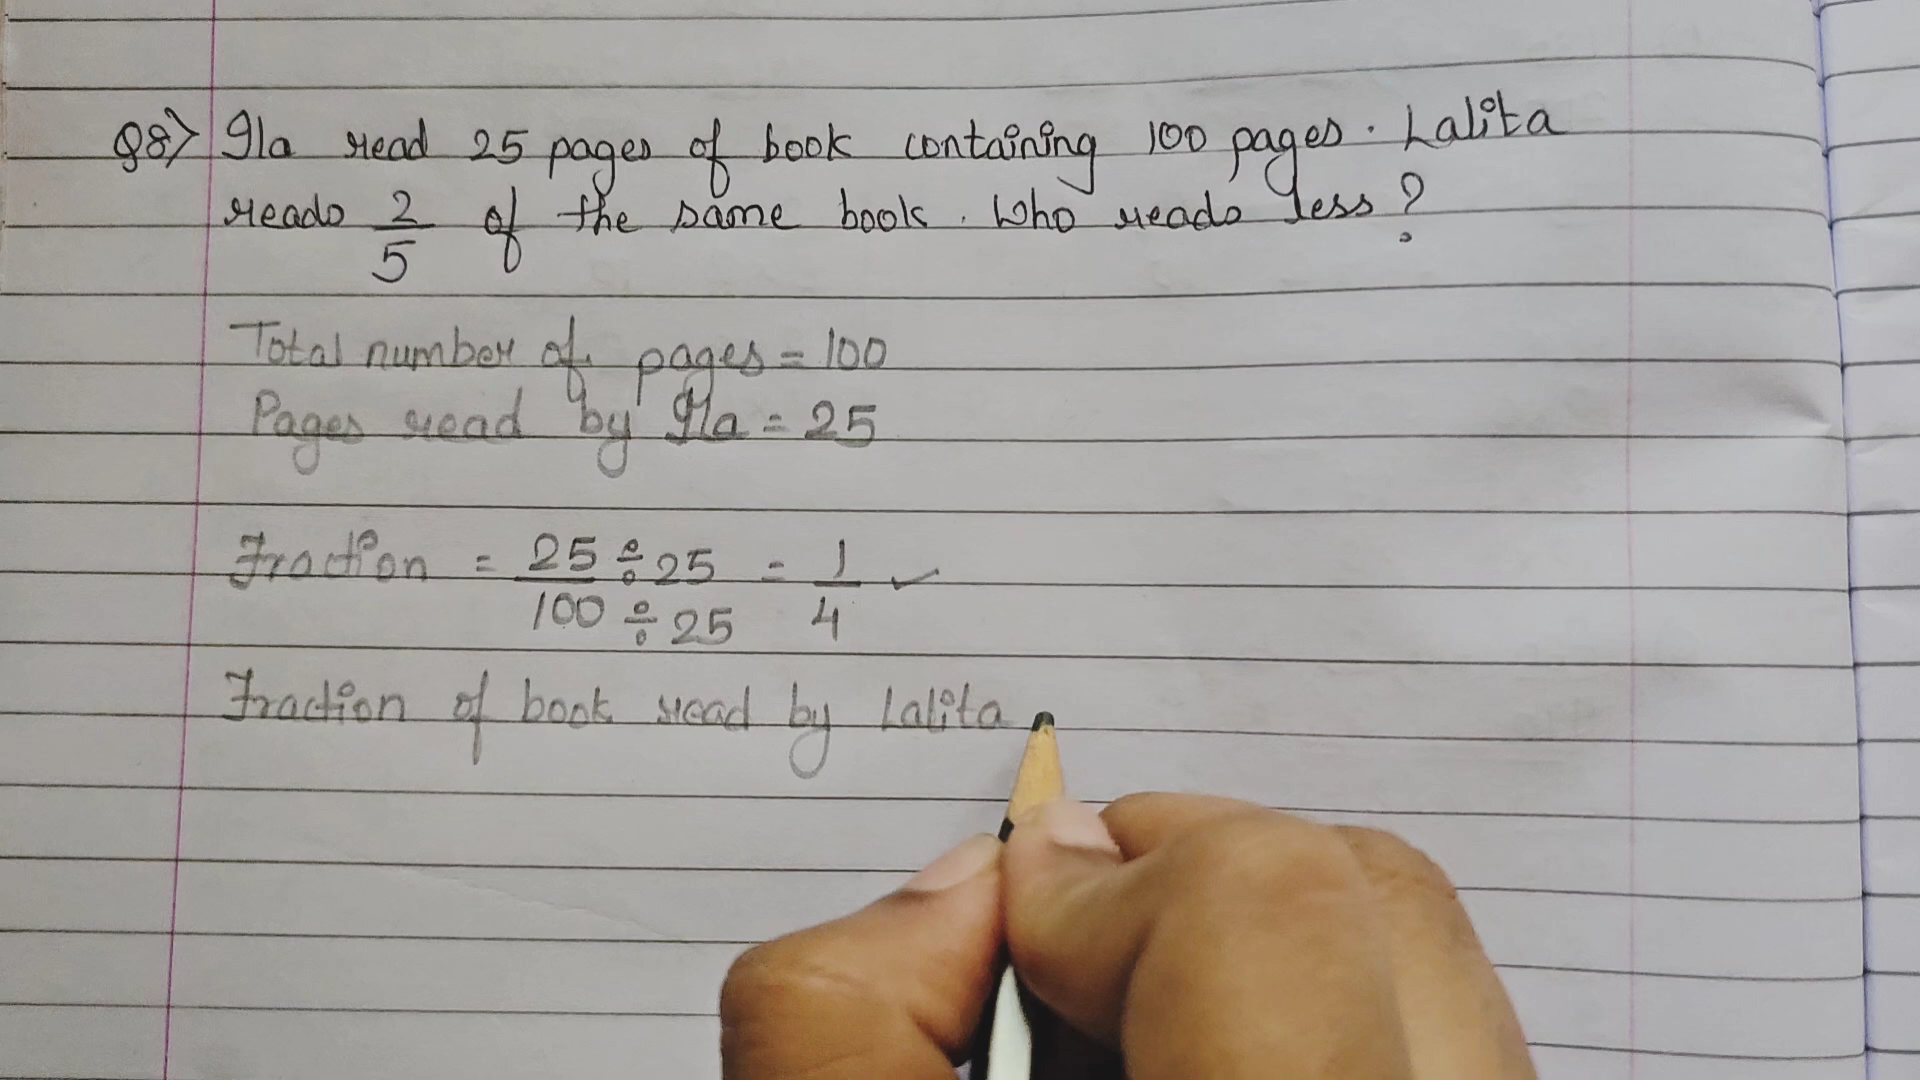 Q8> Ila read 25 pages of book containing 100 pages. Lalita
reads 2/5 of the same book. Who reads less?
Total number of pages = 100
Pages read by Ila = 25
Fraction = 25 ÷ 25 / 100 ÷ 25 = 1/4 ✓
Fraction of book read by Lalita